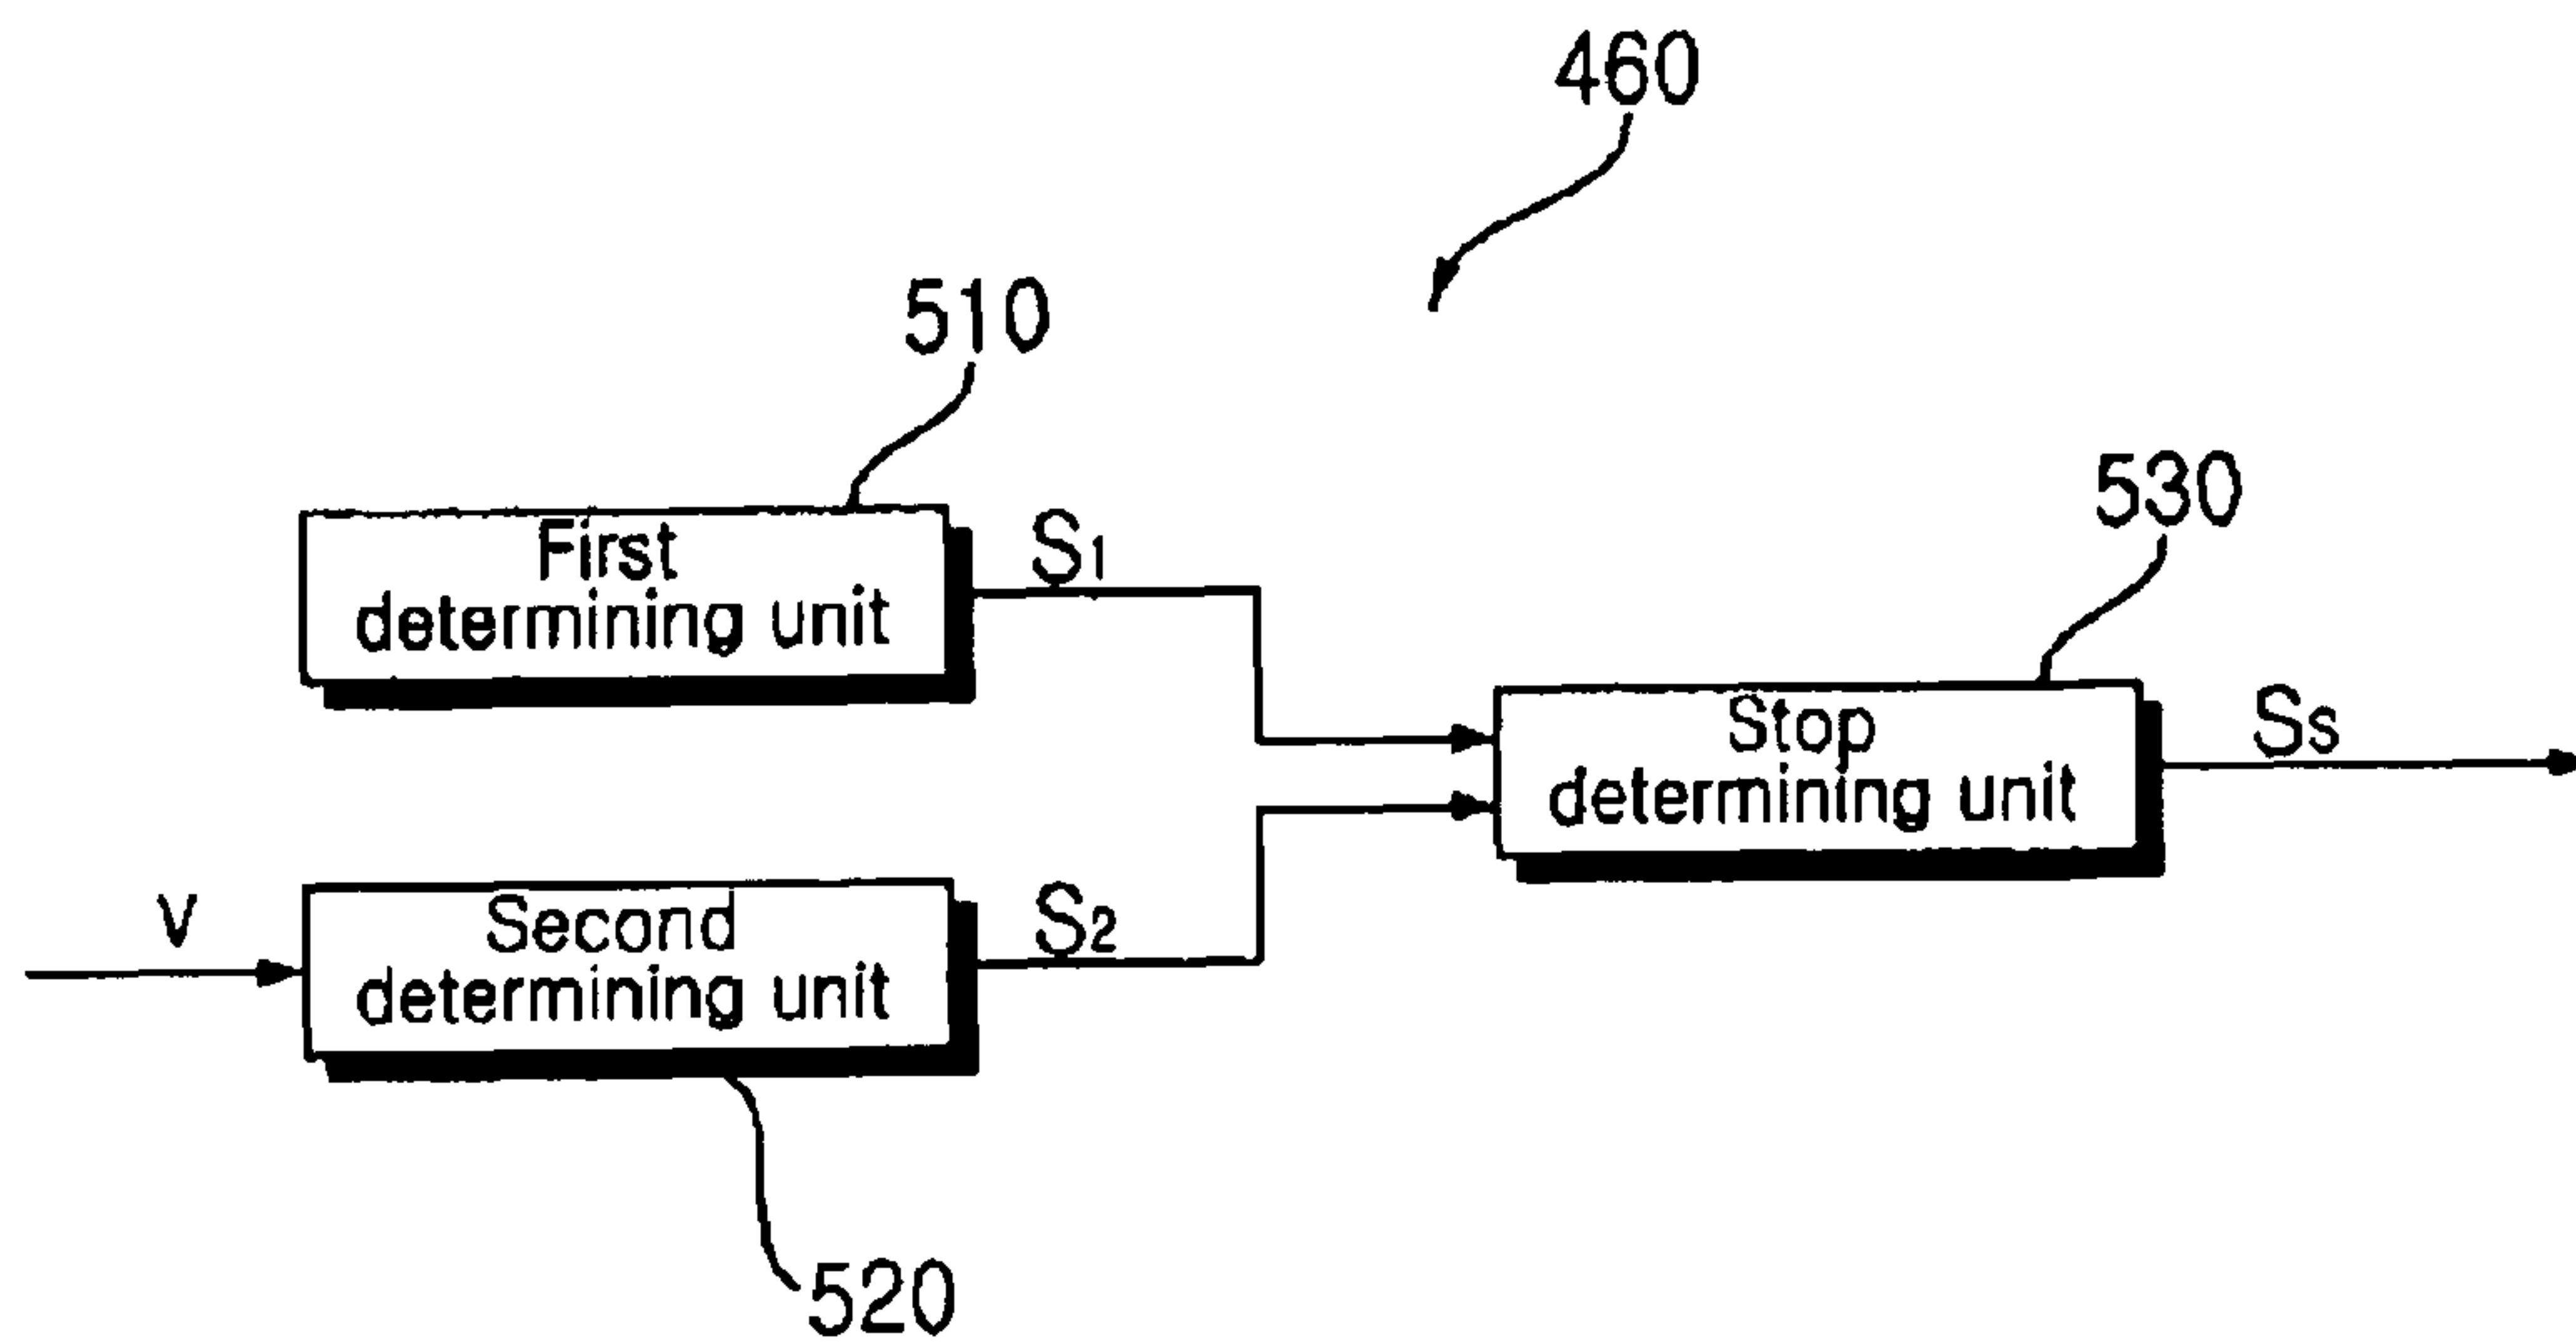 460
510
First
determining unit
S1
530
Stop
determining unit
Ss
V
Second
determining unit
S2
520